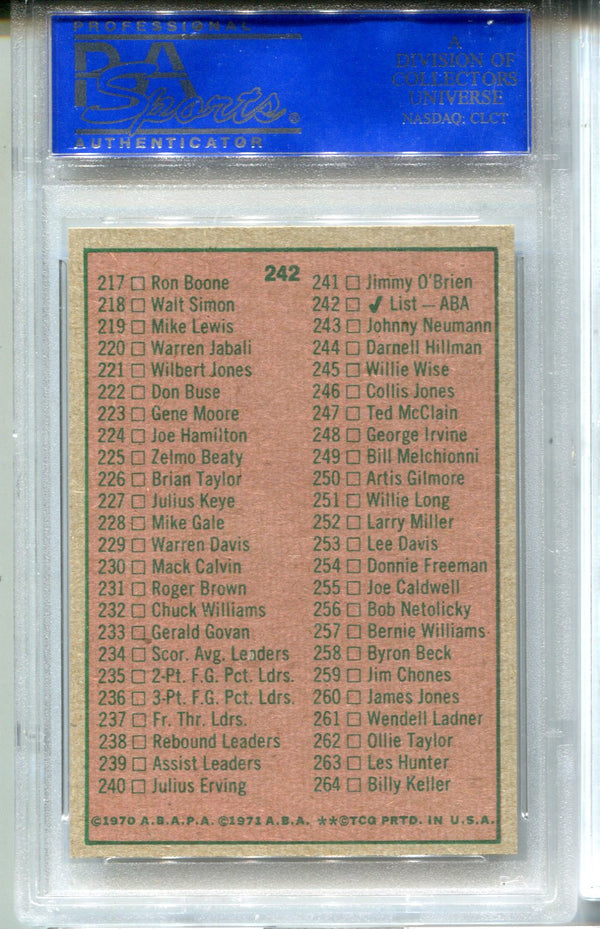 PROFESSIONAL
PSA
Sports®
AUTHENTICATOR
A
DIVISION OF
COLLECTORS
UNIVERSE
NASDAQ: CLCT
242
217 □ Ron Boone
218 □ Walt Simon
219 □ Mike Lewis
220 □ Warren Jabali
221 □ Wilbert Jones
222 □ Don Buse
223 □ Gene Moore
224 □ Joe Hamilton
225 □ Zelmo Beaty
226 □ Brian Taylor
227 □ Julius Keye
228 □ Mike Gale
229 □ Warren Davis
230 □ Mack Calvin
231 □ Roger Brown
232 □ Chuck Williams
233 □ Gerald Govan
234 □ Scor. Avg. Leaders
235 □ 2-Pt. F.G. Pct. Ldrs.
236 □ 3-Pt. F.G. Pct. Ldrs.
237 □ Fr. Thr. Ldrs.
238 □ Rebound Leaders
239 □ Assist Leaders
240 □ Julius Erving
241 □ Jimmy O'Brien
242 □ ✓ List — ABA
243 □ Johnny Neumann
244 □ Darnell Hillman
245 □ Willie Wise
246 □ Collis Jones
247 □ Ted McClain
248 □ George Irvine
249 □ Bill Melchionni
250 □ Artis Gilmore
251 □ Willie Long
252 □ Larry Miller
253 □ Lee Davis
254 □ Donnie Freeman
255 □ Joe Caldwell
256 □ Bob Netolicky
257 □ Bernie Williams
258 □ Byron Beck
259 □ Jim Chones
260 □ James Jones
261 □ Wendell Ladner
262 □ Ollie Taylor
263 □ Les Hunter
264 □ Billy Keller
©1970 A.B.A.P.A. ©1971 A.B.A. **©TCG PRTD. IN U.S.A.